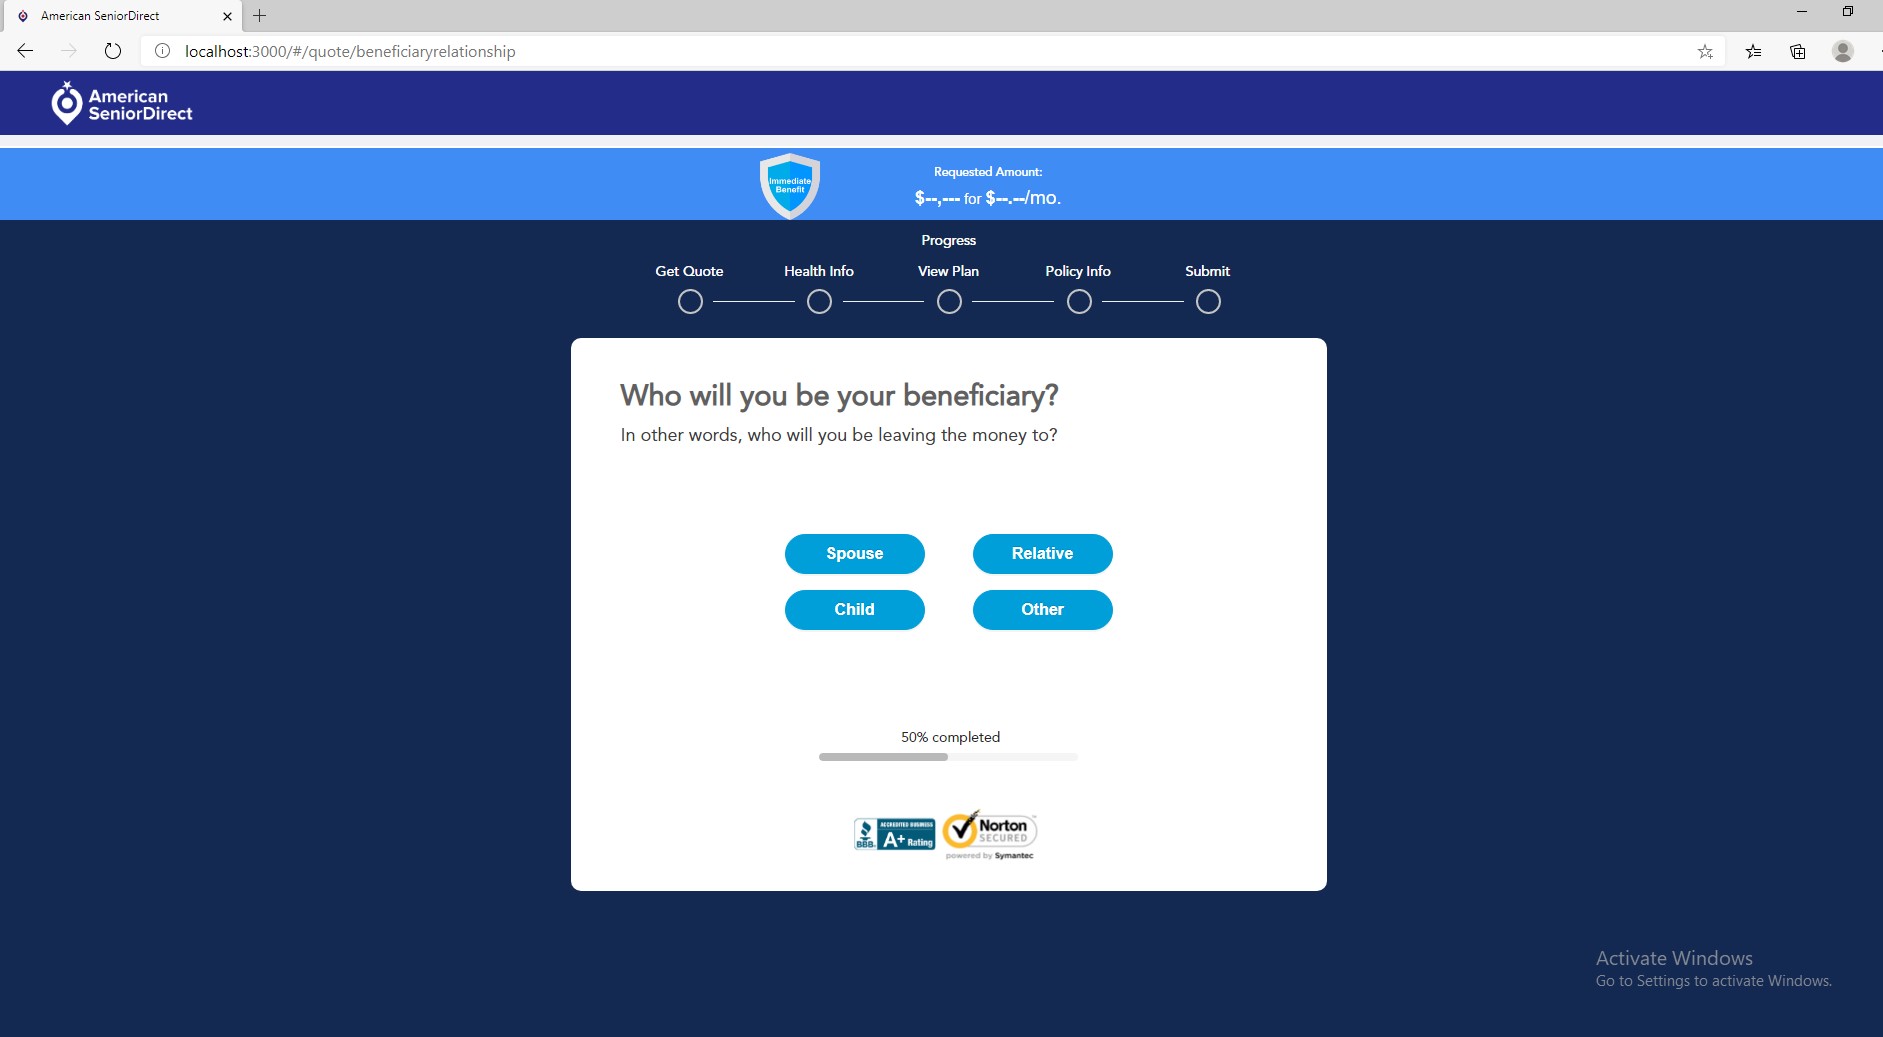 American SeniorDirect
localhost:3000/#/quote/beneficiaryrelationship
American
SeniorDirect
Immediate
Benefit
Requested Amount:
$--,--- for $--.--/mo.
Progress
Get Quote Health Info View Plan Policy Info Submit
Who will you be your beneficiary?
In other words, who will you be leaving the money to?
Spouse Relative
Child Other
50% completed
BBB. ACCREDITED BUSINESS
A+ Rating
Norton
SECURED
powered by Symantec
Activate Windows
Go to Settings to activate Windows.